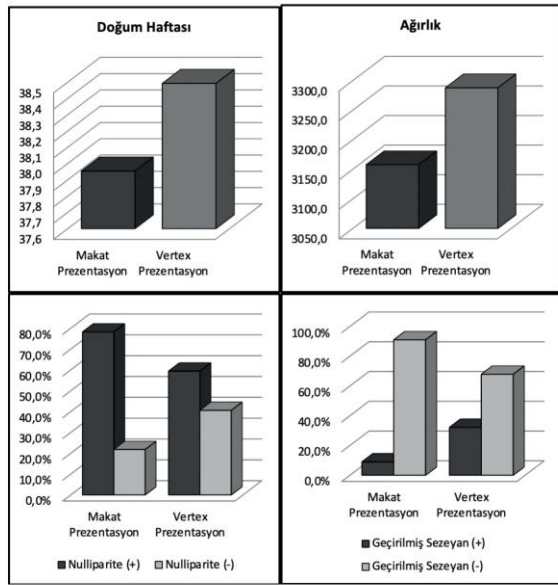 Doğum Haftası
38,5
38,4
38,3
38,2
38,1
38,0
37,9
37,8
37,7
37,6
Makat Prezentasyon
Vertex Prezentasyon
Ağırlık
3300,0
3250,0
3200,0
3150,0
3100,0
3050,0
Makat Prezentasyon
Vertex Prezentasyon
80,0%
70,0%
60,0%
50,0%
40,0%
30,0%
20,0%
10,0%
0,0%
Makat Prezentasyon
Vertex Prezentasyon
Nulliparite (+)
Nulliparite (-)
100,0%
80,0%
60,0%
40,0%
20,0%
0,0%
Makat Prezentasyon
Vertex Prezentasyon
Geçirilmiş Sezeyan (+)
Geçirilmiş Sezeyan (-)